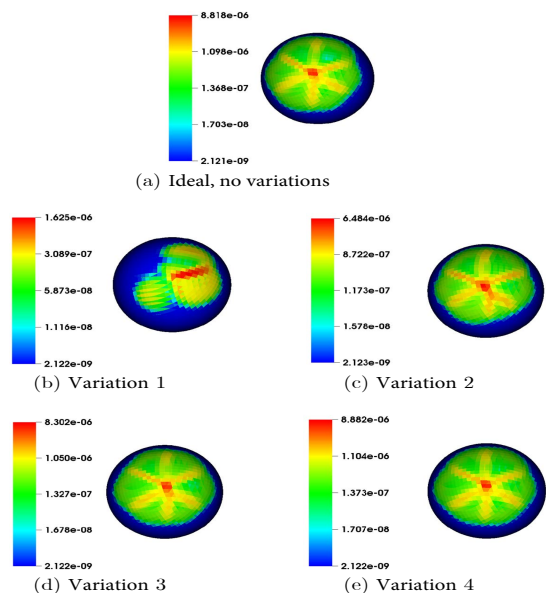 8.818e-06
1.098e-06
1.368e-07
1.703e-08
2.121e-09
(a) Ideal, no variations
1.625e-06
3.089e-07
5.873e-08
1.116e-08
2.122e-09
(b) Variation 1
6.484e-06
8.722e-07
1.173e-07
1.578e-08
2.123e-09
(c) Variation 2
8.302e-06
1.050e-06
1.327e-07
1.678e-08
2.122e-09
(d) Variation 3
8.882e-06
1.104e-06
1.373e-07
1.707e-08
2.122e-09
(e) Variation 4